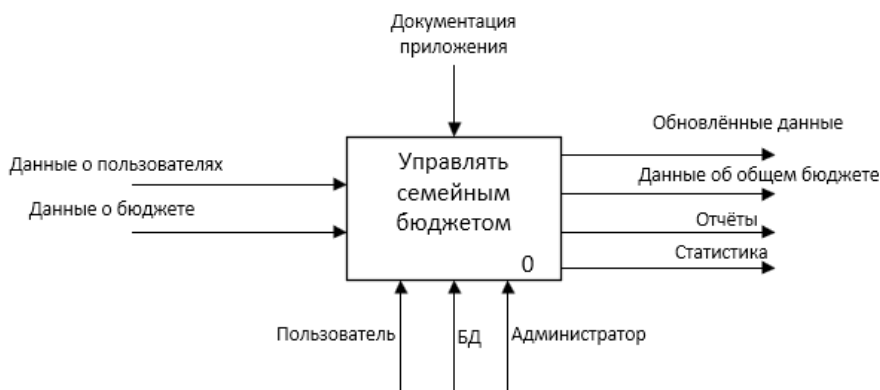 Документация
приложения
Обновлённые данные
Данные о пользователях
Управлять
семейным
бюджетом
Данные об общем бюджете
Данные о бюджете
Отчёты
Статистика
0
Пользователь
БД
Администратор